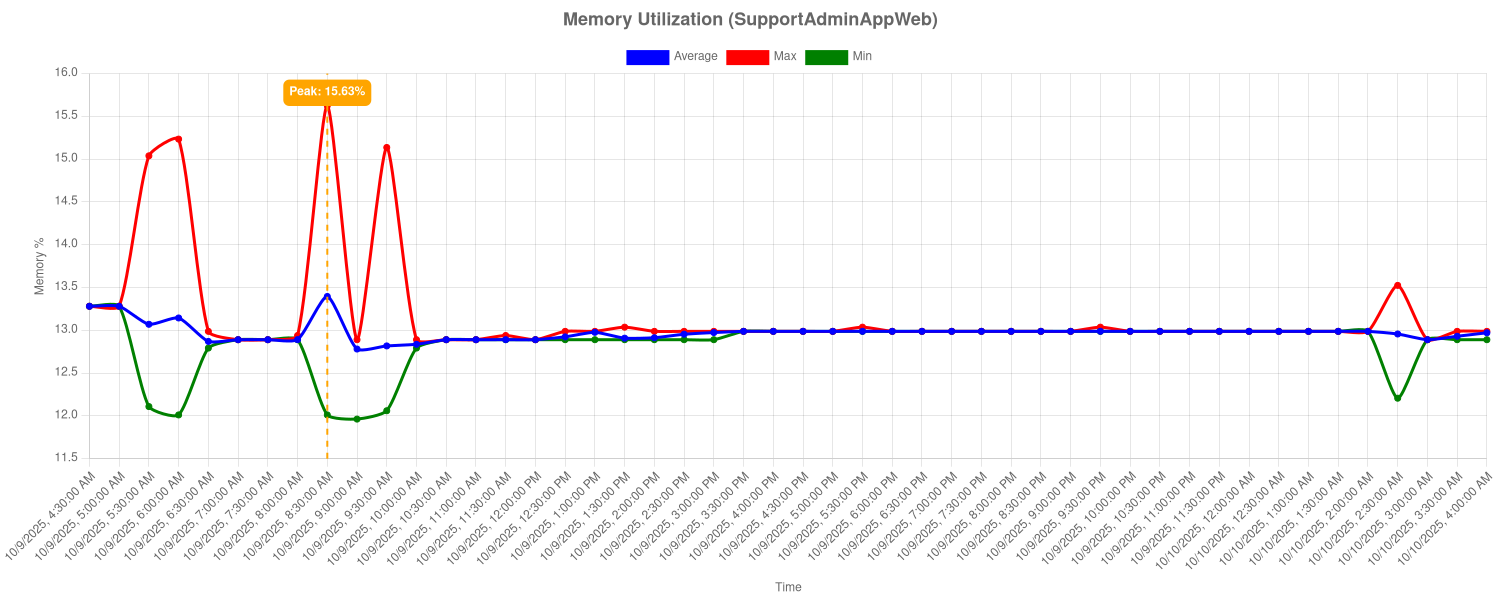 Memory Utilization (SupportAdminAppWeb)
Average Max Min
Peak: 15.63%
Memory %
16.0
15.5
15.0
14.5
14.0
13.5
13.0
12.5
12.0
11.5
10/9/2025, 4:30:00 AM
10/9/2025, 5:00:00 AM
10/9/2025, 5:30:00 AM
10/9/2025, 6:00:00 AM
10/9/2025, 6:30:00 AM
10/9/2025, 7:00:00 AM
10/9/2025, 7:30:00 AM
10/9/2025, 8:00:00 AM
10/9/2025, 8:30:00 AM
10/9/2025, 9:00:00 AM
10/9/2025, 9:30:00 AM
10/9/2025, 10:00:00 AM
10/9/2025, 10:30:00 AM
10/9/2025, 11:00:00 AM
10/9/2025, 11:30:00 AM
10/9/2025, 12:00:00 PM
10/9/2025, 12:30:00 PM
10/9/2025, 1:00:00 PM
10/9/2025, 1:30:00 PM
10/9/2025, 2:00:00 PM
10/9/2025, 2:30:00 PM
10/9/2025, 3:00:00 PM
10/9/2025, 3:30:00 PM
10/9/2025, 4:00:00 PM
10/9/2025, 4:30:00 PM
10/9/2025, 5:00:00 PM
10/9/2025, 5:30:00 PM
10/9/2025, 6:00:00 PM
10/9/2025, 6:30:00 PM
10/9/2025, 7:00:00 PM
10/9/2025, 7:30:00 PM
10/9/2025, 8:00:00 PM
10/9/2025, 8:30:00 PM
10/9/2025, 9:00:00 PM
10/9/2025, 9:30:00 PM
10/9/2025, 10:00:00 PM
10/9/2025, 10:30:00 PM
10/9/2025, 11:00:00 PM
10/9/2025, 11:30:00 PM
10/10/2025, 12:00:00 AM
10/10/2025, 12:30:00 AM
10/10/2025, 1:00:00 AM
10/10/2025, 1:30:00 AM
10/10/2025, 2:00:00 AM
10/10/2025, 2:30:00 AM
10/10/2025, 3:00:00 AM
10/10/2025, 3:30:00 AM
10/10/2025, 4:00:00 AM
Time